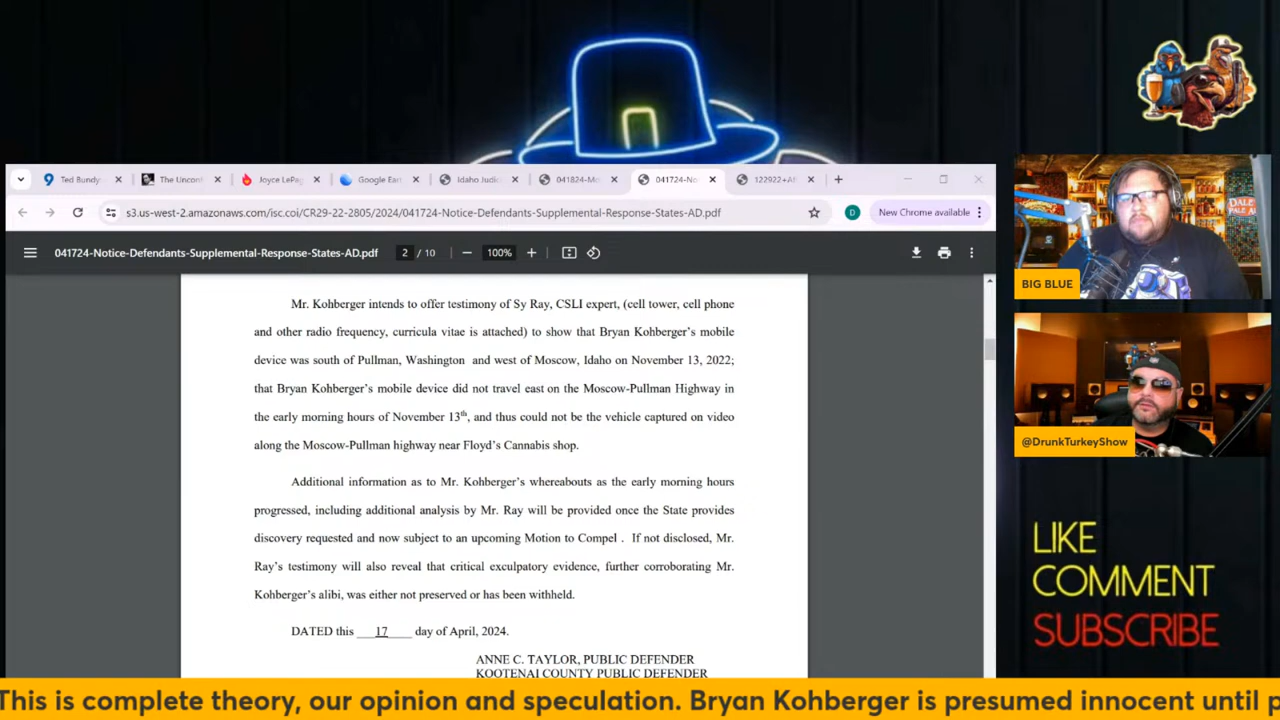 Ted Bundy
The Uncon
Joyce LePa
Google Ear
Idaho Judic
041824-Mo
041724-No
122922+Af
s3.us-west-2.amazonaws.com/isc.coi/CR29-22-2805/2024/041724-Notice-Defendants-Supplemental-Response-States-AD.pdf
D
New Chrome available
041724-Notice-Defendants-Supplemental-Response-States-AD.pdf
2 / 10
100%
Mr. Kohberger intends to offer testimony of Sy Ray, CSLI expert, (cell tower, cell phone
and other radio frequency, curricula vitae is attached) to show that Bryan Kohberger's mobile
device was south of Pullman, Washington and west of Moscow, Idaho on November 13, 2022;
that Bryan Kohberger's mobile device did not travel east on the Moscow-Pullman Highway in
the early morning hours of November 13th, and thus could not be the vehicle captured on video
along the Moscow-Pullman highway near Floyd's Cannabis shop.
Additional information as to Mr. Kohberger's whereabouts as the early morning hours
progressed, including additional analysis by Mr. Ray will be provided once the State provides
discovery requested and now subject to an upcoming Motion to Compel . If not disclosed, Mr.
Ray's testimony will also reveal that critical exculpatory evidence, further corroborating Mr.
Kohberger's alibi, was either not preserved or has been withheld.
DATED this 17 day of April, 2024.
ANNE C. TAYLOR, PUBLIC DEFENDER
KOOTENAI COUNTY PUBLIC DEFENDER
DALE'S
PALE A
BIG BLUE
@DrunkTurkeyShow
LIKE
COMMENT
SUBSCRIBE
This is complete theory, our opinion and speculation. Bryan Kohberger is presumed innocent until p